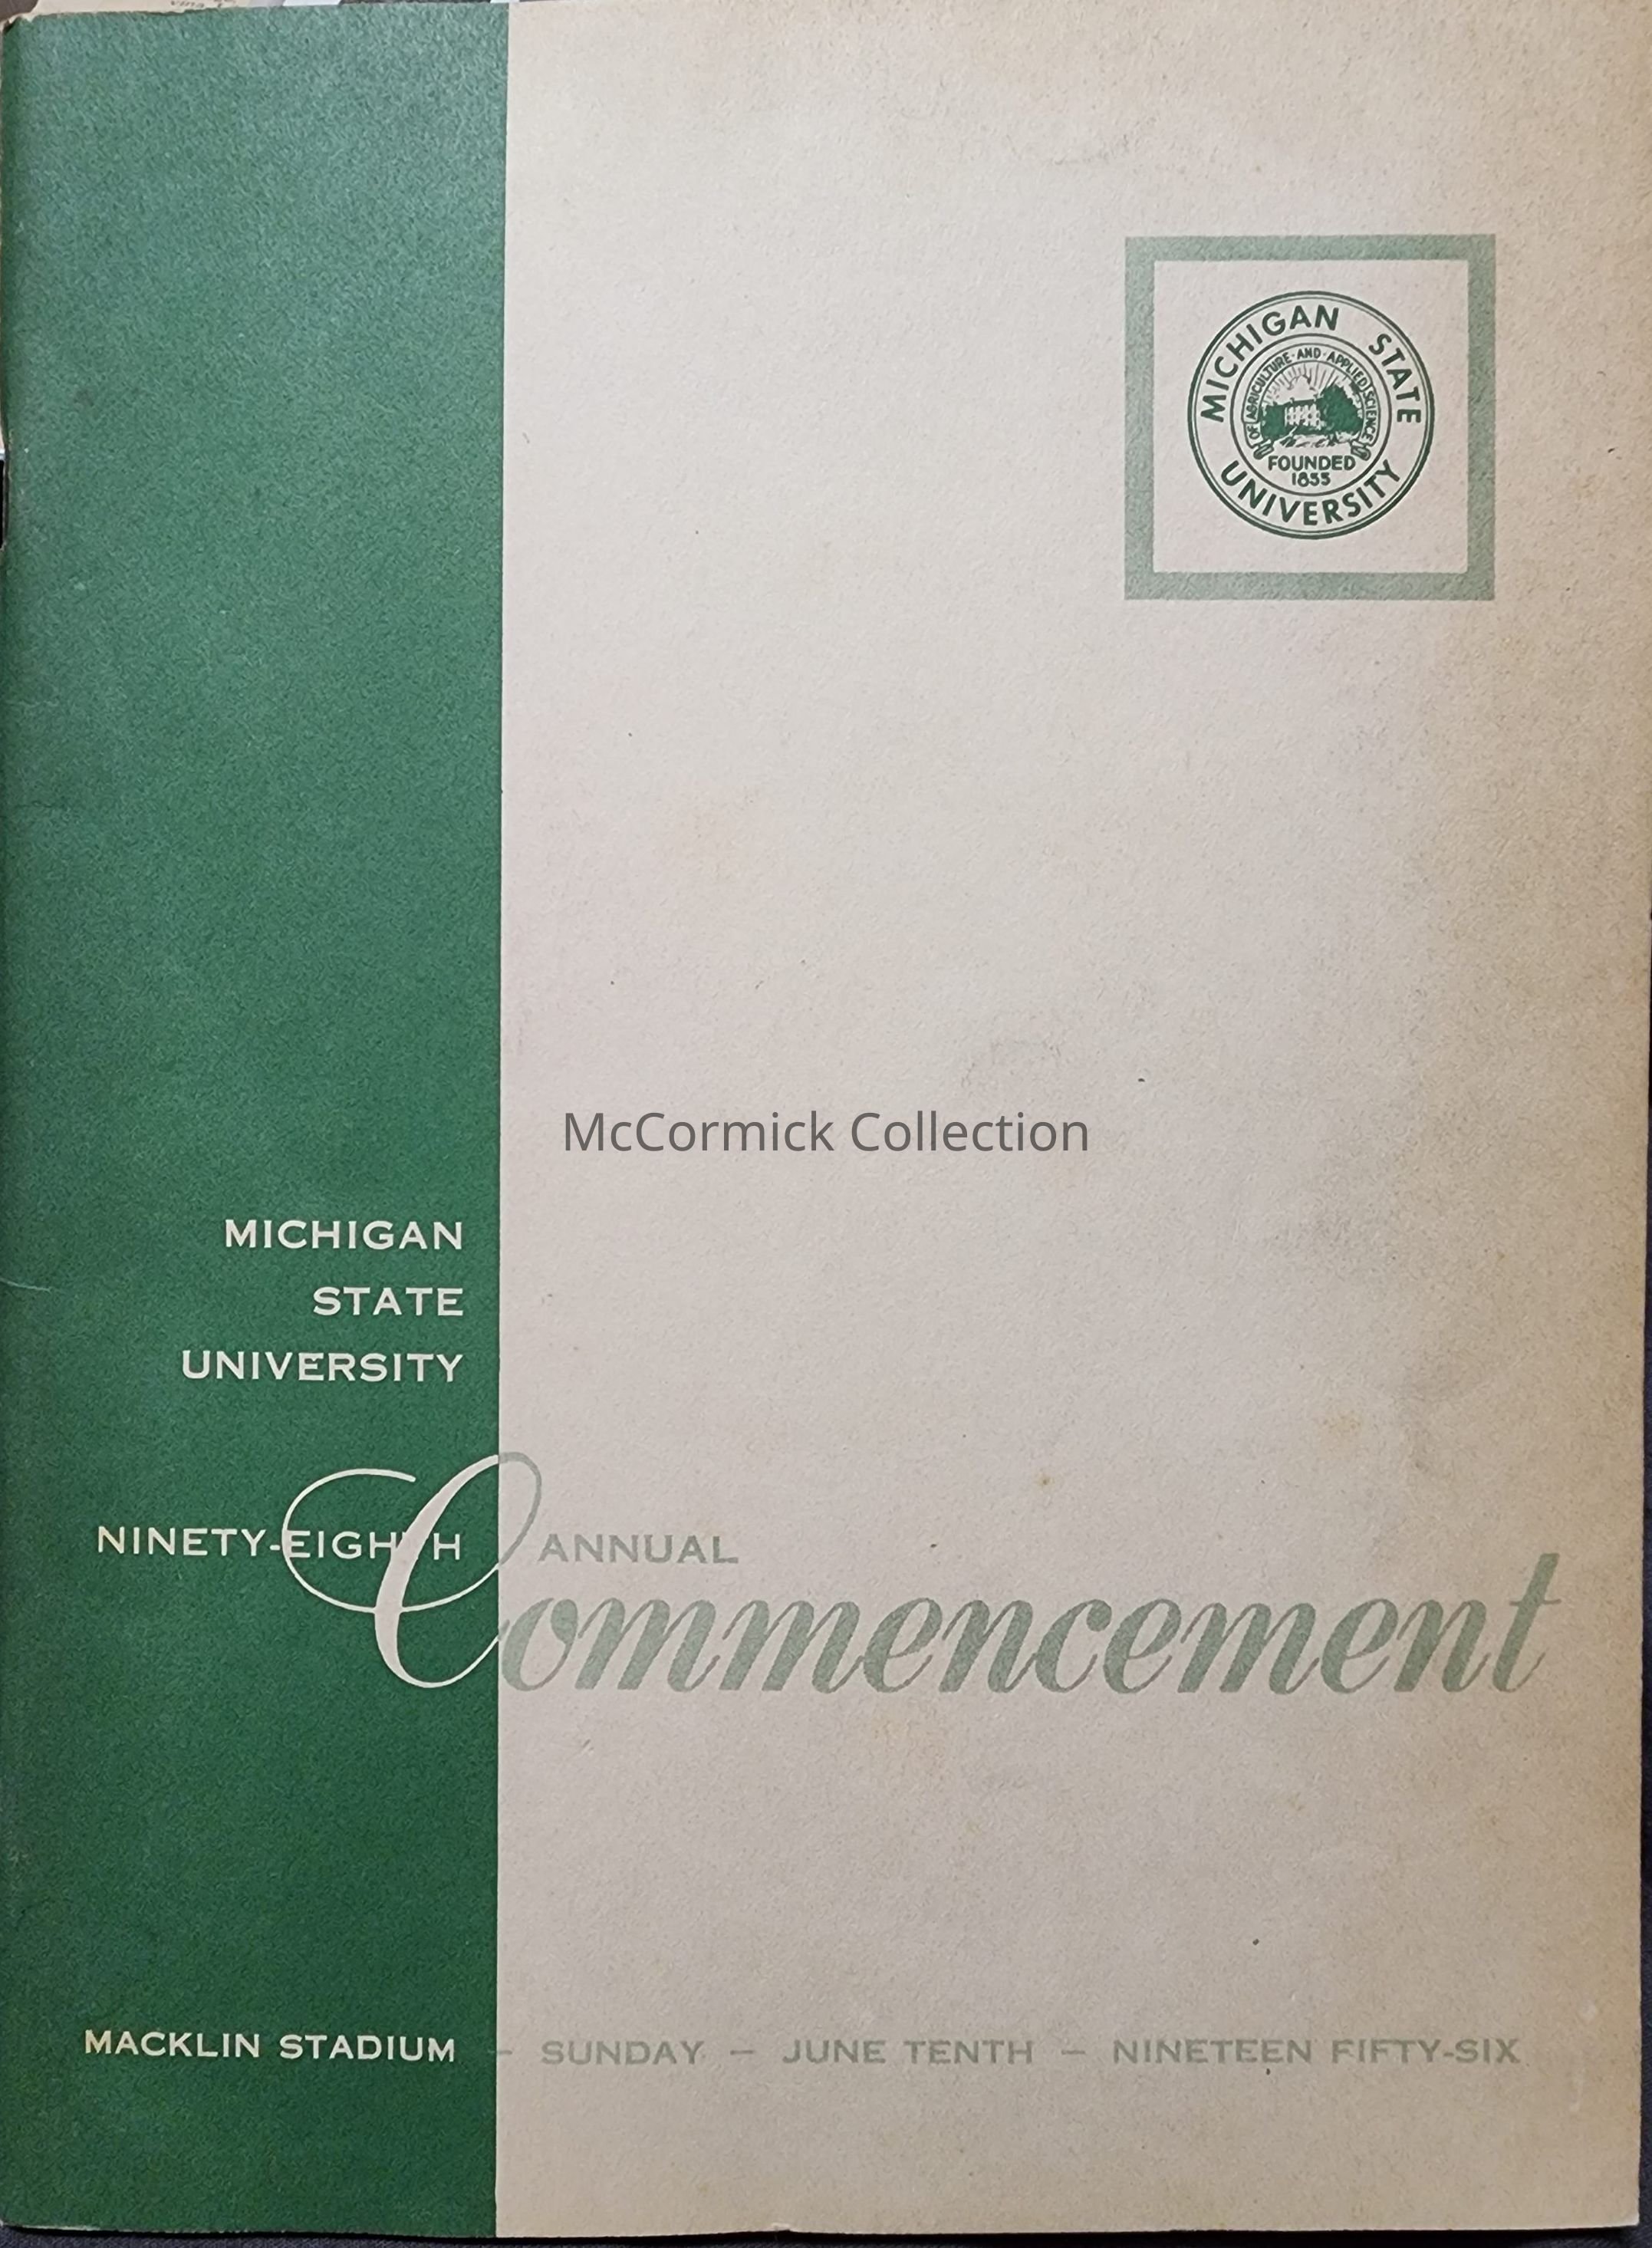 MICHIGAN STATE
OF AGRICULTURE AND APPLIED SCIENCE
FOUNDED
1855
UNIVERSITY
McCormick Collection
MICHIGAN
STATE
UNIVERSITY
NINETY-EIGHTH ANNUAL
Commencement
MACKLIN STADIUM – SUNDAY – JUNE TENTH – NINETEEN FIFTY-SIX